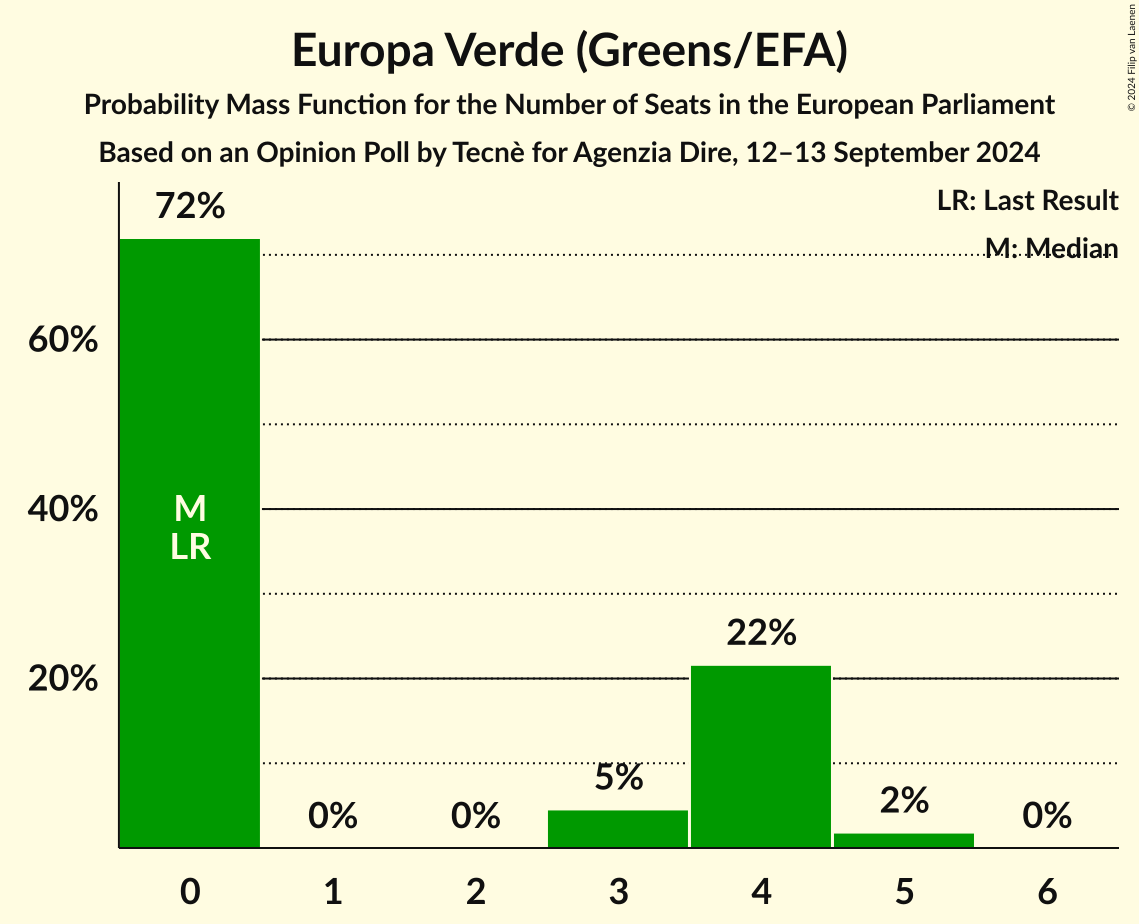 Europa Verde (Greens/EFA)
Probability Mass Function for the Number of Seats in the European Parliament
Based on an Opinion Poll by Tecnè for Agenzia Dire, 12–13 September 2024
© 2024 Filip van Laenen
LR: Last Result
M: Median
72%
60%
40%
20%
M
LR
0%
0%
5%
22%
2%
0%
0
1
2
3
4
5
6